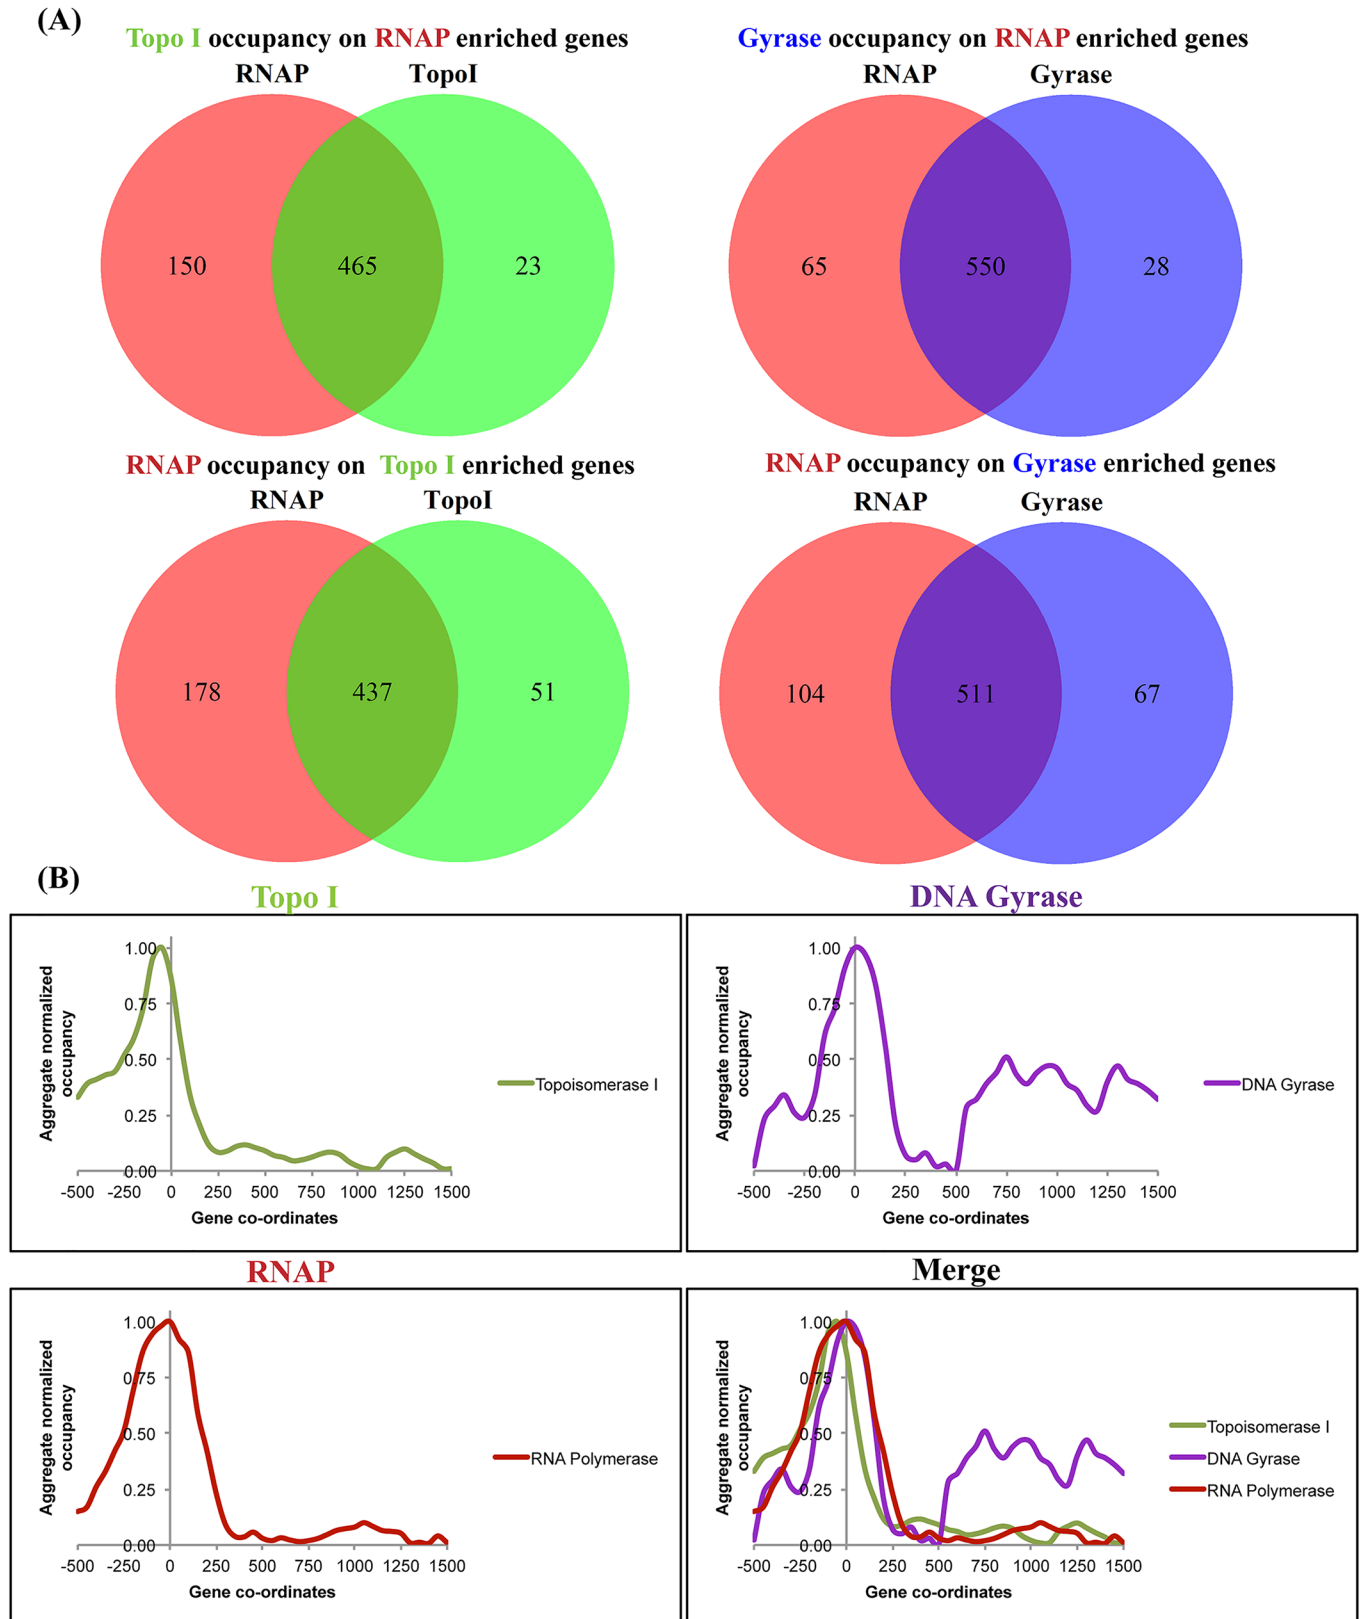 (A)
Topo I occupancy on RNAP enriched genes
RNAP TopoI
150 465 23
Gyrase occupancy on RNAP enriched genes
RNAP Gyrase
65 550 28
RNAP occupancy on Topo I enriched genes
RNAP TopoI
178 437 51
RNAP occupancy on Gyrase enriched genes
RNAP Gyrase
104 511 67
(B)
Topo I
Aggregate normalized
occupancy
1.00
0.75
0.50
0.25
0.00
-500 -250 0 250 500 750 1000 1250 1500
Gene co-ordinates
Topoisomerase I
DNA Gyrase
Aggregate normalized
occupancy
1.00
0.75
0.50
0.25
0.00
-500 -250 0 250 500 750 1000 1250 1500
Gene co-ordinates
DNA Gyrase
RNAP
Aggregate normalized
occupancy
1.00
0.75
0.50
0.25
0.00
-500 -250 0 250 500 750 1000 1250 1500
Gene co-ordinates
RNA Polymerase
Merge
Aggregate normalized
occupancy
1.00
0.75
0.50
0.25
0.00
-500 -250 0 250 500 750 1000 1250 1500
Gene co-ordinates
Topoisomerase I
DNA Gyrase
RNA Polymerase